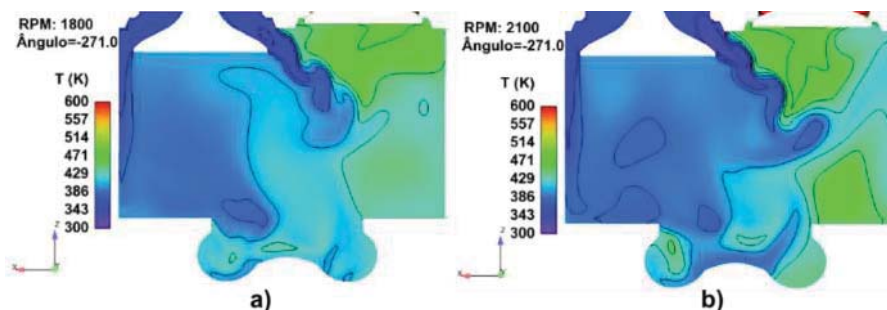 RPM: 1800
Ângulo=-271.0
T (K)
600
557
514
471
429
386
343
300
z
x
Y
a)
RPM: 2100
Ângulo=-271.0
T (K)
600
557
514
471
429
386
343
300
z
x
Y
b)